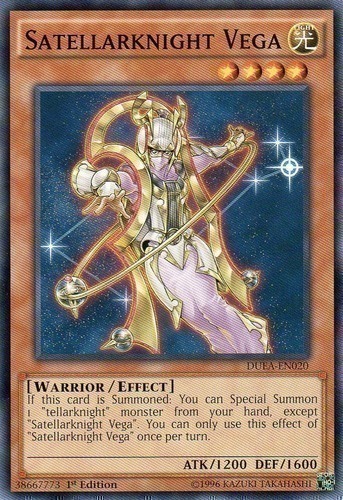 SATELLARKNIGHT VEGA
LIGHT
光
DUEA-EN020
[WARRIOR/EFFECT]
If this card is Summoned: You can Special Summon
1 "tellarknight" monster from your hand, except
"Satellarknight Vega". You can only use this effect of
"Satellarknight Vega" once per turn.
ATK/1200 DEF/1600
38667773 1st Edition ©1996 KAZUKI TAKAHASHI